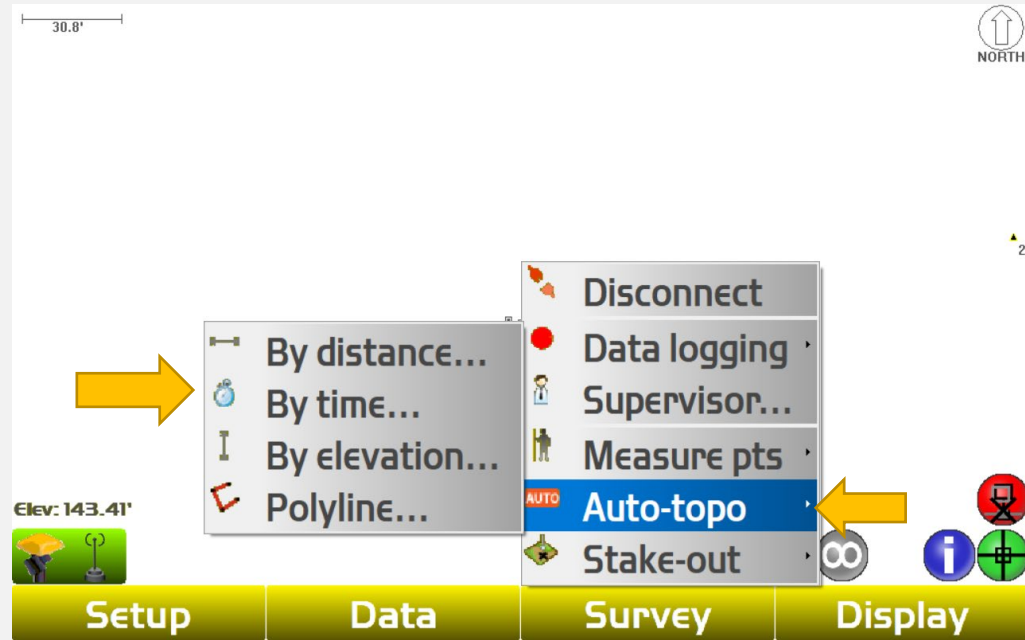 30.8'
NORTH
2
Disconnect
Data logging
Supervisor...
Measure pts
AUTO
Auto-topo
Stake-out
By distance...
By time...
By elevation...
Polyline...
Elev: 143.41'
i
Setup
Data
Survey
Display